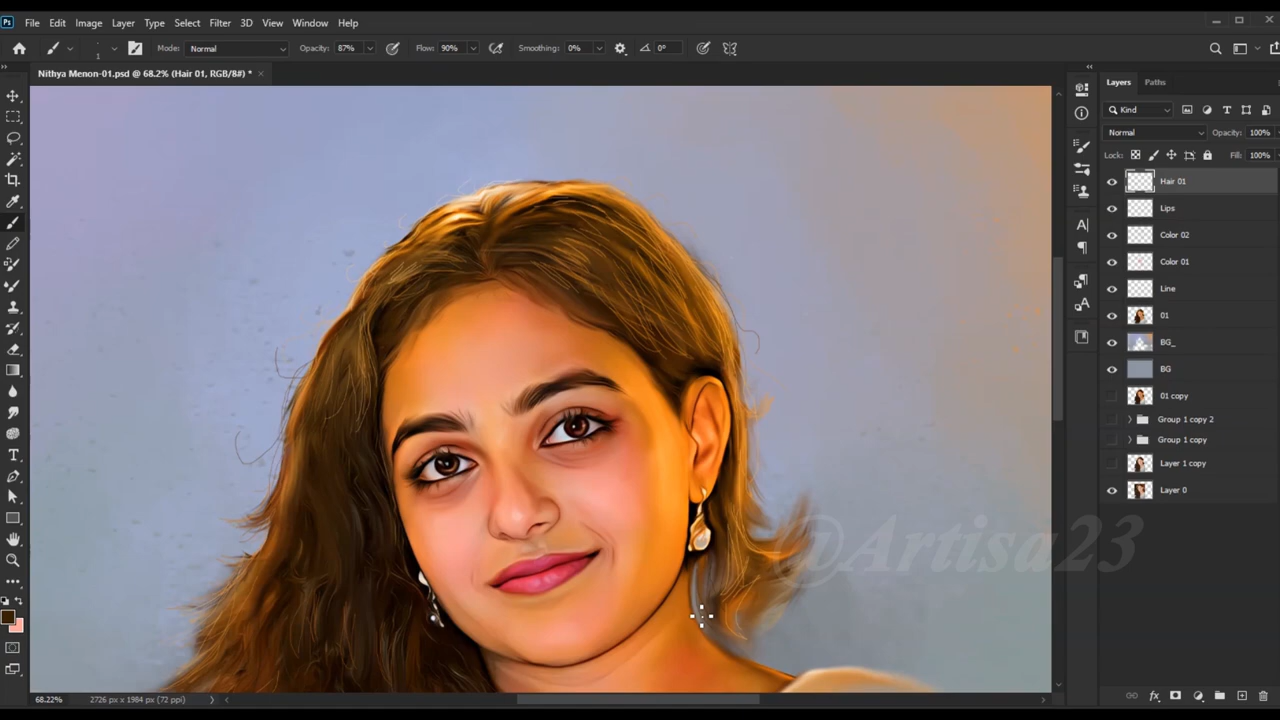 File Edit Image Layer Type Select Filter 3D View Window Help
1 Mode: Normal Opacity: 87% Flow: 90% Smoothing: 0% 0°
Nithya Menon-01.psd @ 68.2% (Hair 01, RGB/8#) *
Layers Paths
Kind
Normal Opacity: 100%
Lock: Fill: 100%
Hair 01
Lips
Color 02
Color 01
Line
01
BG_
BG
01 copy
Group 1 copy 2
Group 1 copy
Layer 1 copy
Layer 0
@Artisa23
68.22% 2726 px x 1984 px (72 ppi)